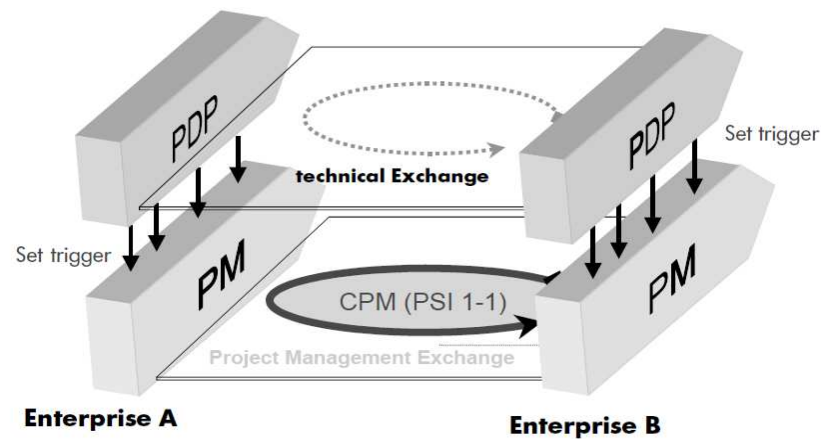 PDP
PDP
Set trigger
technical Exchange
Set trigger
PM
PM
CPM (PSI 1-1)
Project Management Exchange
Enterprise A
Enterprise B